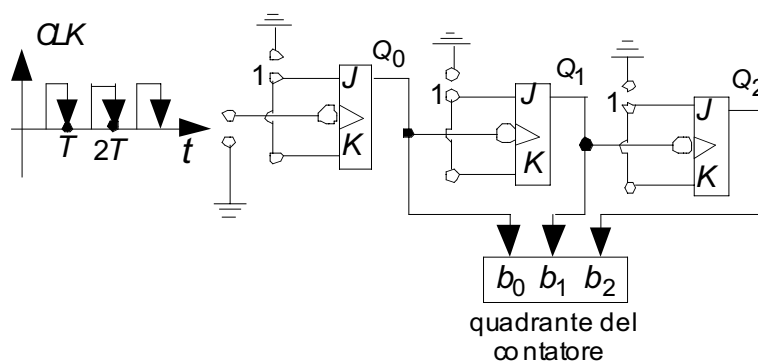 CLK
T
2T
t
1
J
K
Q0
1
J
K
Q1
1
J
K
Q2
b0 b1 b2
quadrante del
contatore